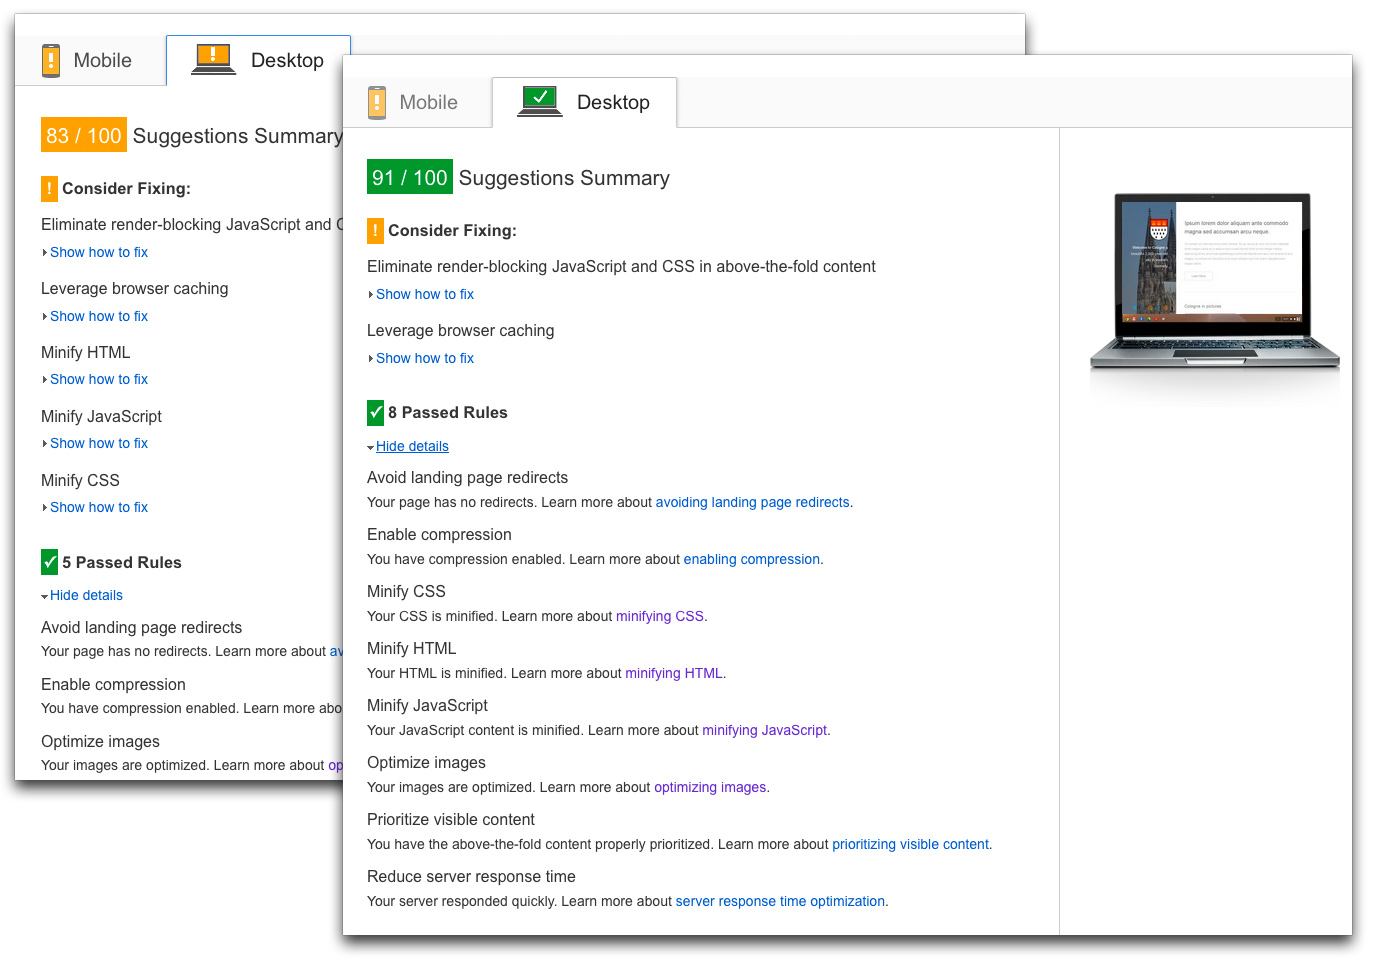 Mobile
Desktop
83 / 100 Suggestions Summary
! Consider Fixing:
Eliminate render-blocking JavaScript and C
Show how to fix
Leverage browser caching
Show how to fix
Minify HTML
Show how to fix
Minify JavaScript
Show how to fix
Minify CSS
Show how to fix
5 Passed Rules
Hide details
Avoid landing page redirects
Your page has no redirects. Learn more about av
Enable compression
You have compression enabled. Learn more abo
Optimize images
Your images are optimized. Learn more about op
Mobile
Desktop
91 / 100 Suggestions Summary
! Consider Fixing:
Eliminate render-blocking JavaScript and CSS in above-the-fold content
Show how to fix
Leverage browser caching
Show how to fix
8 Passed Rules
Hide details
Avoid landing page redirects
Your page has no redirects. Learn more about avoiding landing page redirects.
Enable compression
You have compression enabled. Learn more about enabling compression.
Minify CSS
Your CSS is minified. Learn more about minifying CSS.
Minify HTML
Your HTML is minified. Learn more about minifying HTML.
Minify JavaScript
Your JavaScript content is minified. Learn more about minifying JavaScript.
Optimize images
Your images are optimized. Learn more about optimizing images.
Prioritize visible content
You have the above-the-fold content properly prioritized. Learn more about prioritizing visible content.
Reduce server response time
Your server responded quickly. Learn more about server response time optimization.
Ipsum lorem dolor aliquam ante commodo
magna sed accumsan arcu neque.
Cologne in pictures